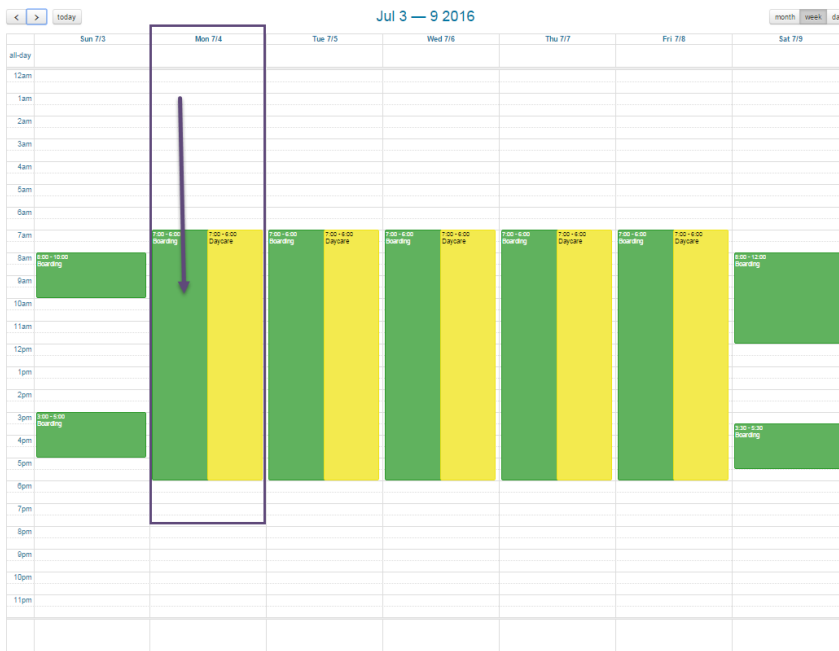 < > today
Jul 3 — 9 2016
month week da
Sun 7/3 Mon 7/4 Tue 7/5 Wed 7/6 Thu 7/7 Fri 7/8 Sat 7/9
all-day
12am
1am
2am
3am
4am
5am
6am
7am
7:00 - 6:00 7:00 - 6:00 7:00 - 6:00 7:00 - 6:00 7:00 - 6:00 7:00 - 6:00 7:00 - 6:00 7:00 - 6:00 7:00 - 6:00 7:00 - 6:00
Boarding Daycare Boarding Daycare Boarding Daycare Boarding Daycare Boarding Daycare
8am
8:00 - 10:00 8:00 - 12:00
Boarding Boarding
9am
10am
11am
12pm
1pm
2pm
3pm
3:00 - 5:00
Boarding
3:30 - 5:30
Boarding
4pm
5pm
6pm
7pm
8pm
9pm
10pm
11pm